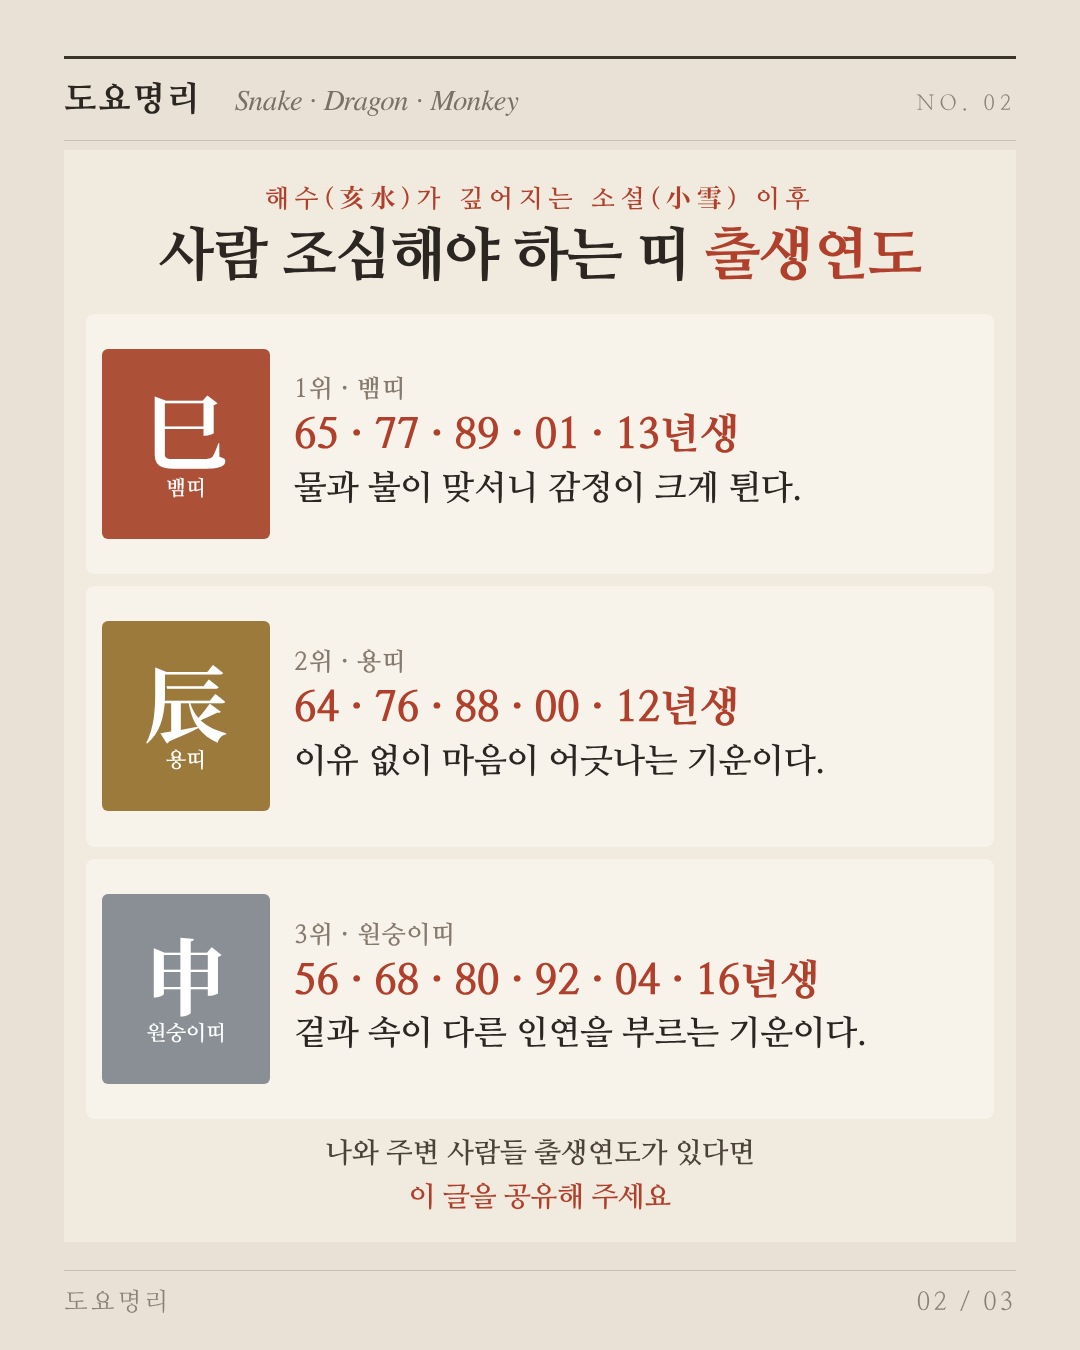 도요명리 Snake · Dragon · Monkey NO. 02
해수(亥水)가 깊어지는 소설(小雪) 이후
사람 조심해야 하는 띠 출생연도
巳
뱀띠
1위 · 뱀띠
65 · 77 · 89 · 01 · 13년생
물과 불이 맞서니 감정이 크게 튄다.
辰
용띠
2위 · 용띠
64 · 76 · 88 · 00 · 12년생
이유 없이 마음이 어긋나는 기운이다.
申
원숭이띠
3위 · 원숭이띠
56 · 68 · 80 · 92 · 04 · 16년생
겉과 속이 다른 인연을 부르는 기운이다.
나와 주변 사람들 출생연도가 있다면
이 글을 공유해 주세요
도요명리 02 / 03